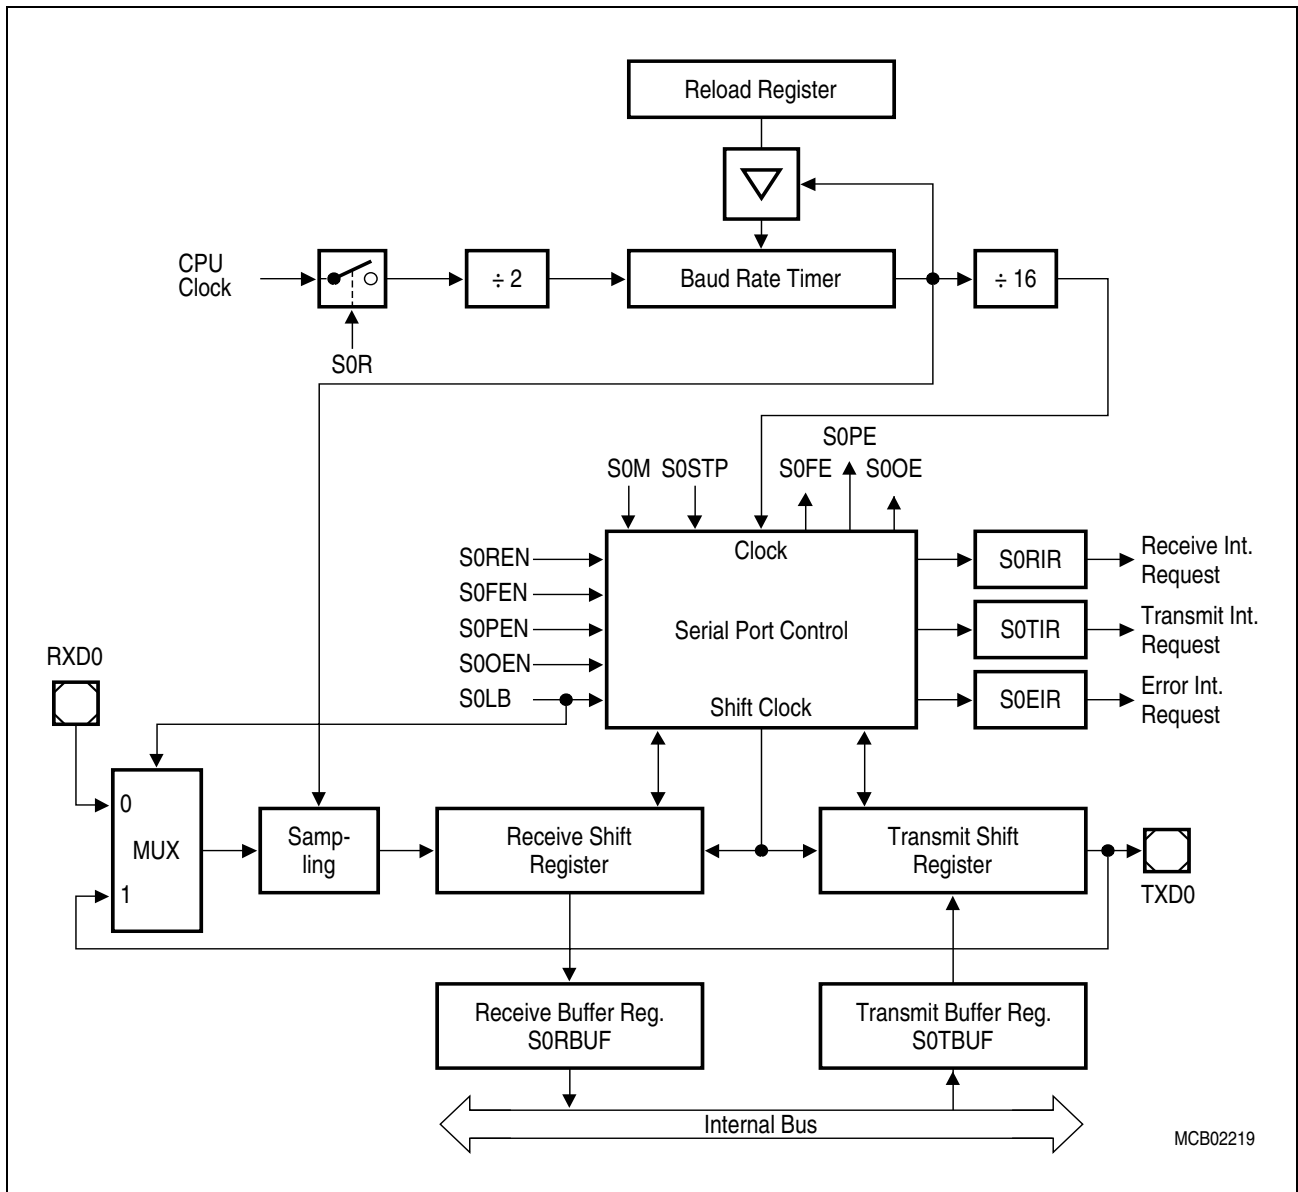 Reload Register
CPU
Clock
÷ 2
Baud Rate Timer
÷ 16
S0R
S0PE
S0M S0STP
S0FE
S0OE
Clock
S0REN
S0FEN
S0PEN
S0OEN
S0LB
Serial Port Control
Shift Clock
S0RIR
Receive Int.
Request
S0TIR
Transmit Int.
Request
S0EIR
Error Int.
Request
RXD0
0
MUX
1
Samp-
ling
Receive Shift
Register
Transmit Shift
Register
TXD0
Receive Buffer Reg.
S0RBUF
Transmit Buffer Reg.
S0TBUF
Internal Bus
MCB02219